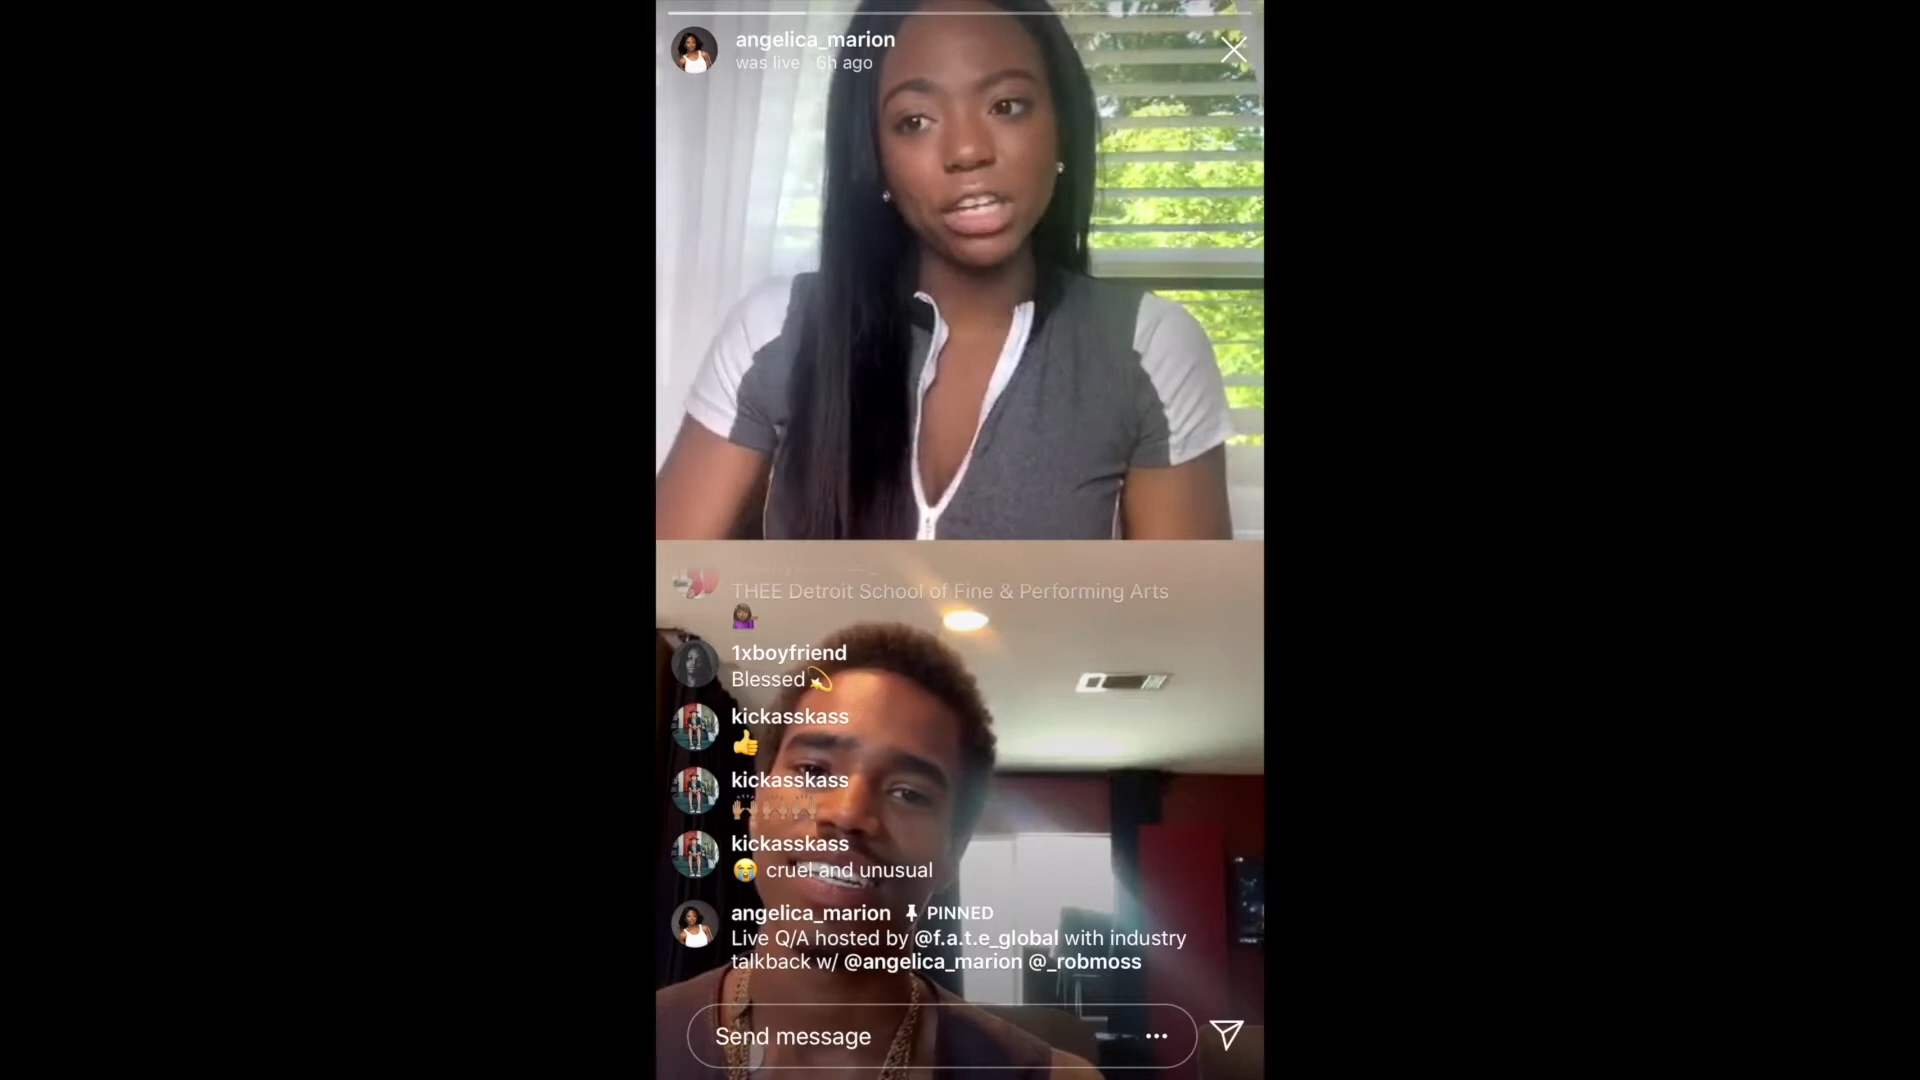 angelica_marion
was live 6h ago
THEE Detroit School of Fine & Performing Arts
1xboyfriend
Blessed
kickasskass
kickasskass
kickasskass
cruel and unusual
angelica_marion PINNED
Live Q/A hosted by @f.a.t.e_global with industry
talkback w/ @angelica_marion @_robmoss
Send message